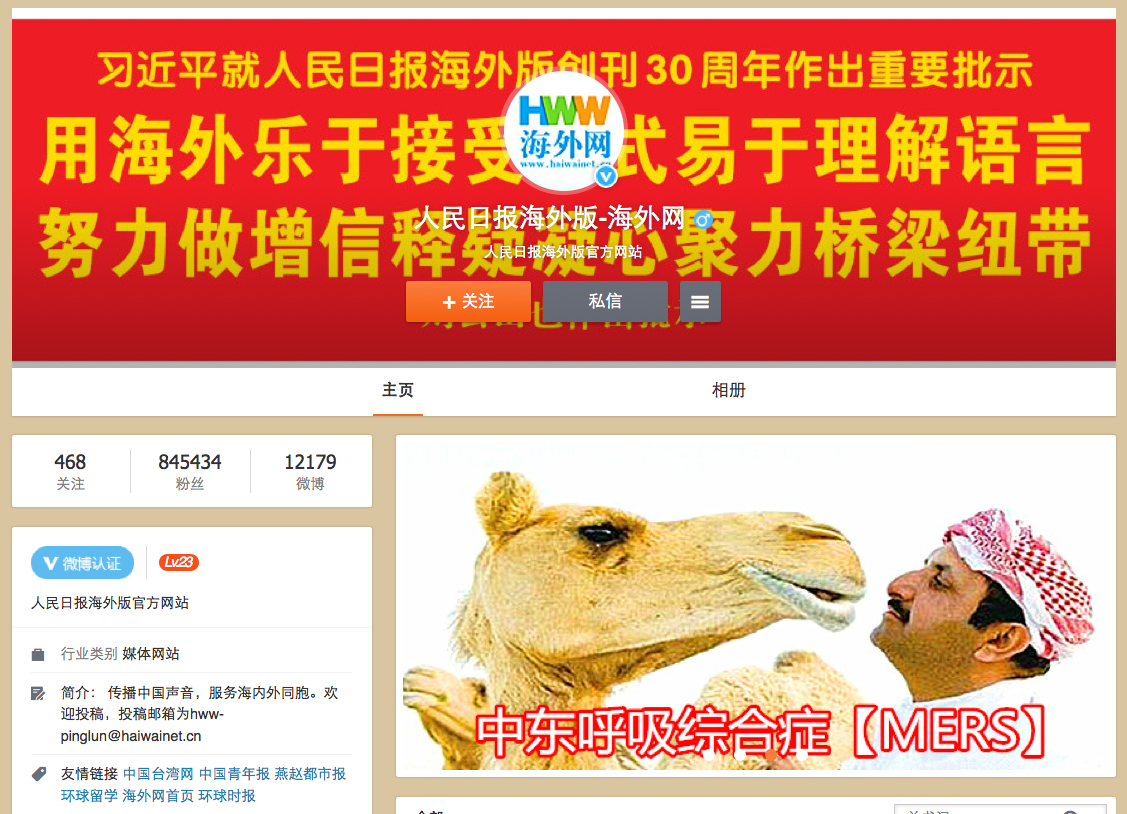 习近平就人民日报海外版创刊30周年作出重要批示
用海外乐于接受 式易于理解语言
努力做增信释疑凝心聚力桥梁纽带
HWW
海外网
www.haiwainet.cn
人民日报海外版-海外网
人民日报海外版官方网站
+ 关注
私信
主页
相册
468
关注
845434
粉丝
12179
微博
V 微博认证
Lv23
人民日报海外版官方网站
行业类别 媒体网站
简介： 传播中国声音，服务海内外同胞。欢
迎投稿，投稿邮箱为hww-
pinglun@haiwainet.cn
友情链接 中国台湾网 中国青年报 燕赵都市报
环球留学 海外网首页 环球时报
中东呼吸综合症【MERS】